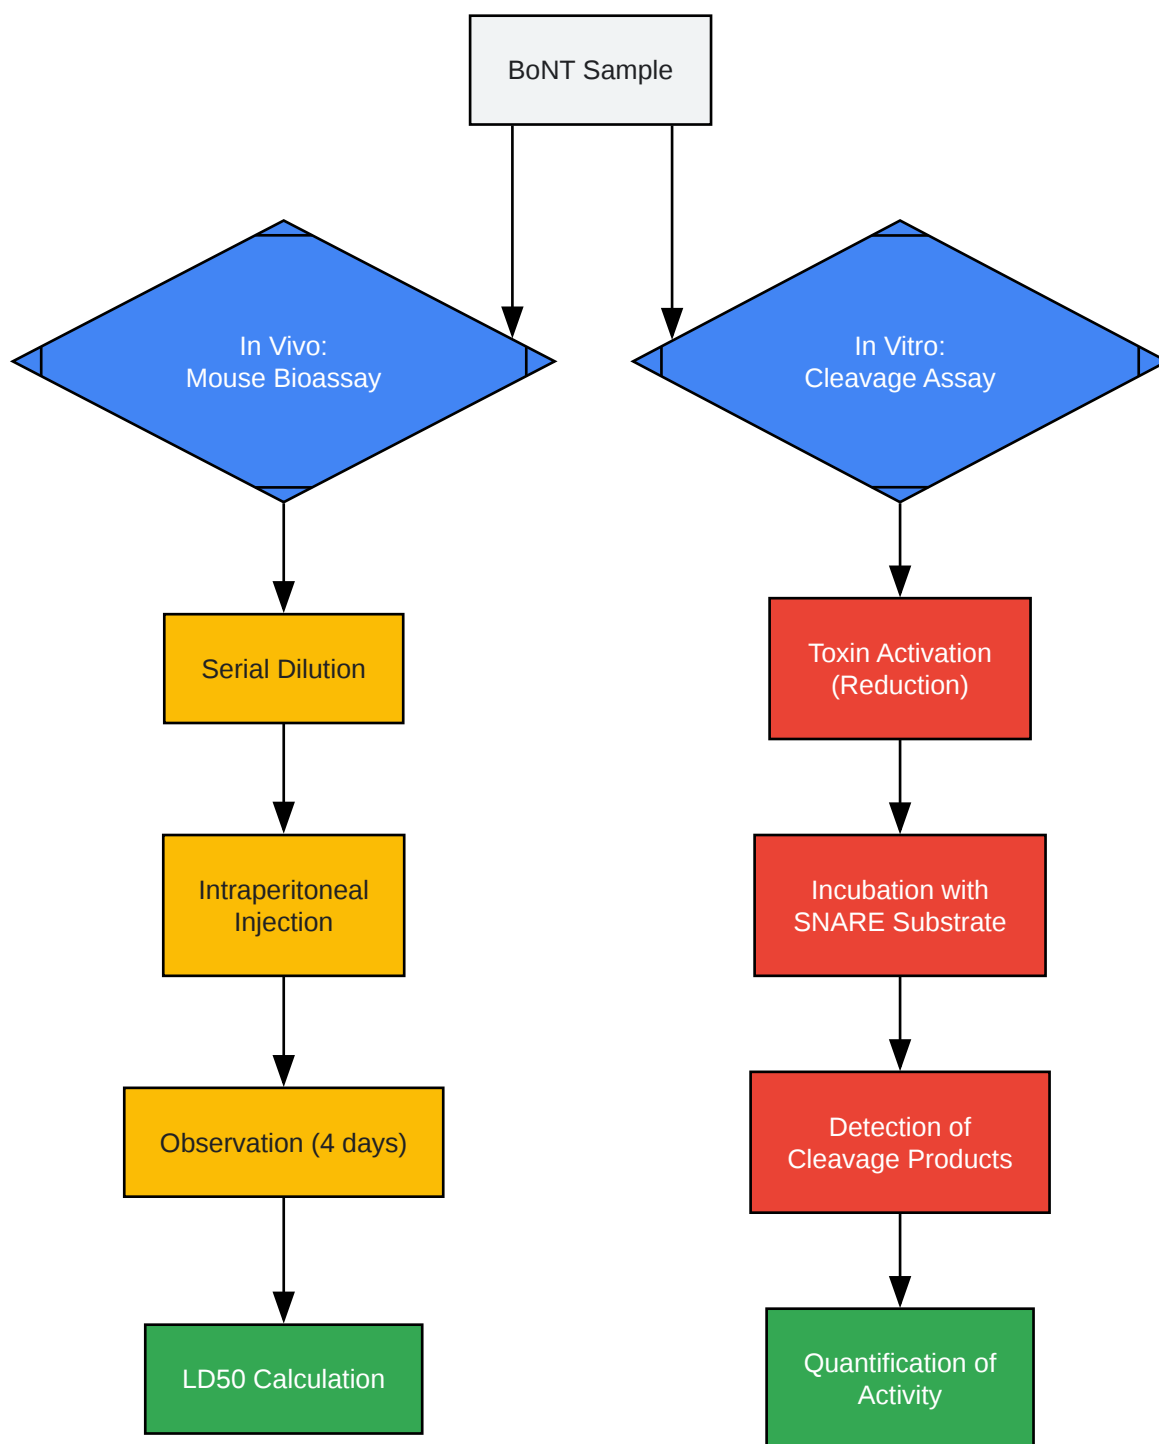 BoNT Sample
In Vivo:
Mouse Bioassay
In Vitro:
Cleavage Assay
Serial Dilution
Toxin Activation
(Reduction)
Intraperitoneal
Injection
Incubation with
SNARE Substrate
Observation (4 days)
Detection of
Cleavage Products
LD50 Calculation
Quantification of
Activity